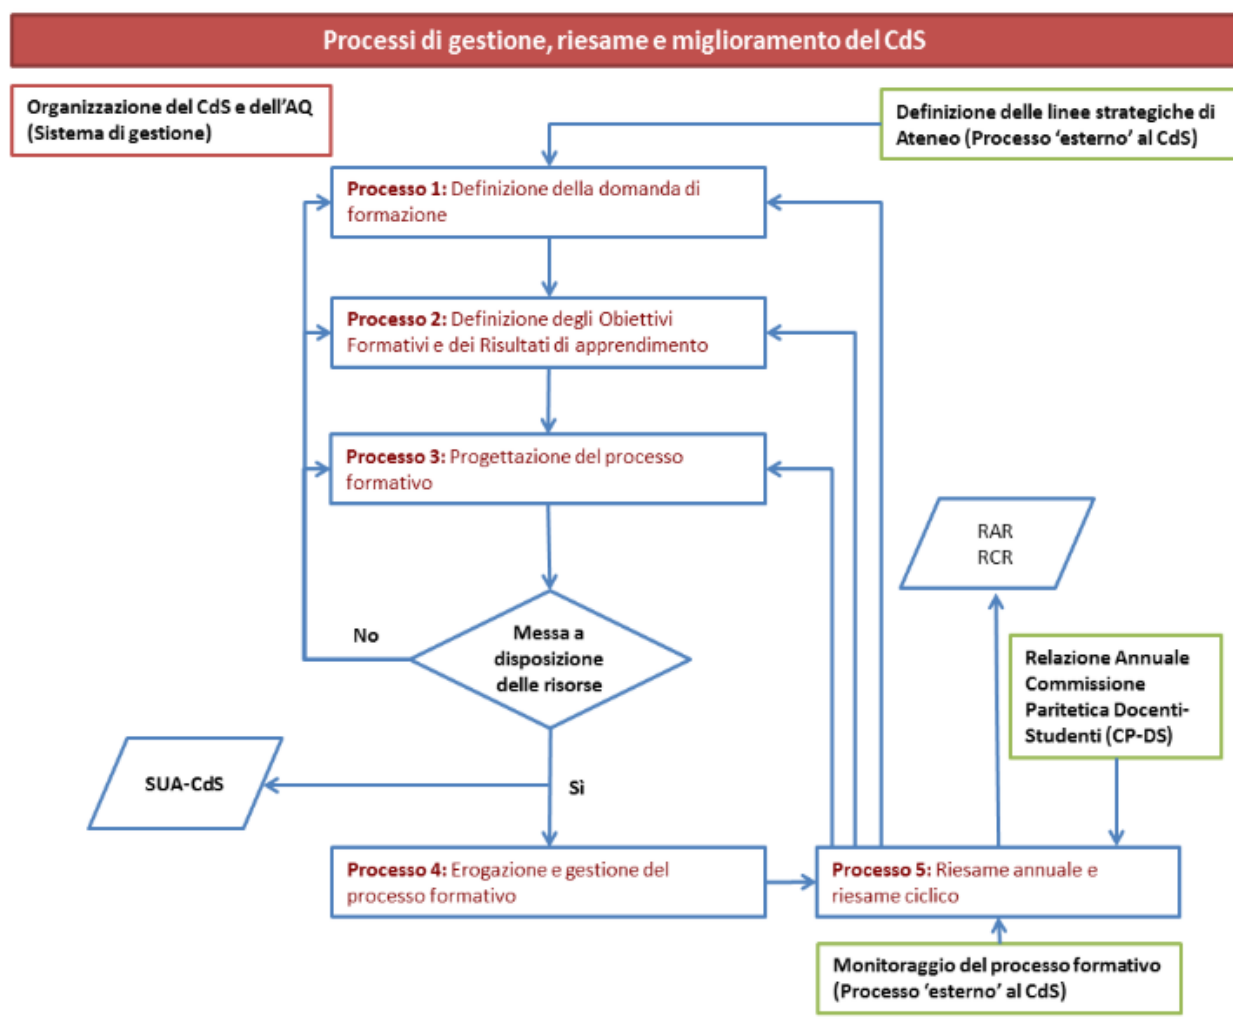 Processi di gestione, riesame e miglioramento del CdS
Organizzazione del CdS e dell'AQ
(Sistema di gestione)
Definizione delle linee strategiche di
Ateneo (Processo 'esterno' al CdS)
Processo 1: Definizione della domanda di
formazione
Processo 2: Definizione degli Obiettivi
Formativi e dei Risultati di apprendimento
Processo 3: Progettazione del processo
formativo
RAR
RCR
No
Messa a
disposizione
delle risorse
Relazione Annuale
Commissione
Paritetica Docenti-
Studenti (CP-DS)
SUA-CdS
Sì
Processo 4: Erogazione e gestione del
processo formativo
Processo 5: Riesame annuale e
riesame ciclico
Monitoraggio del processo formativo
(Processo 'esterno' al CdS)